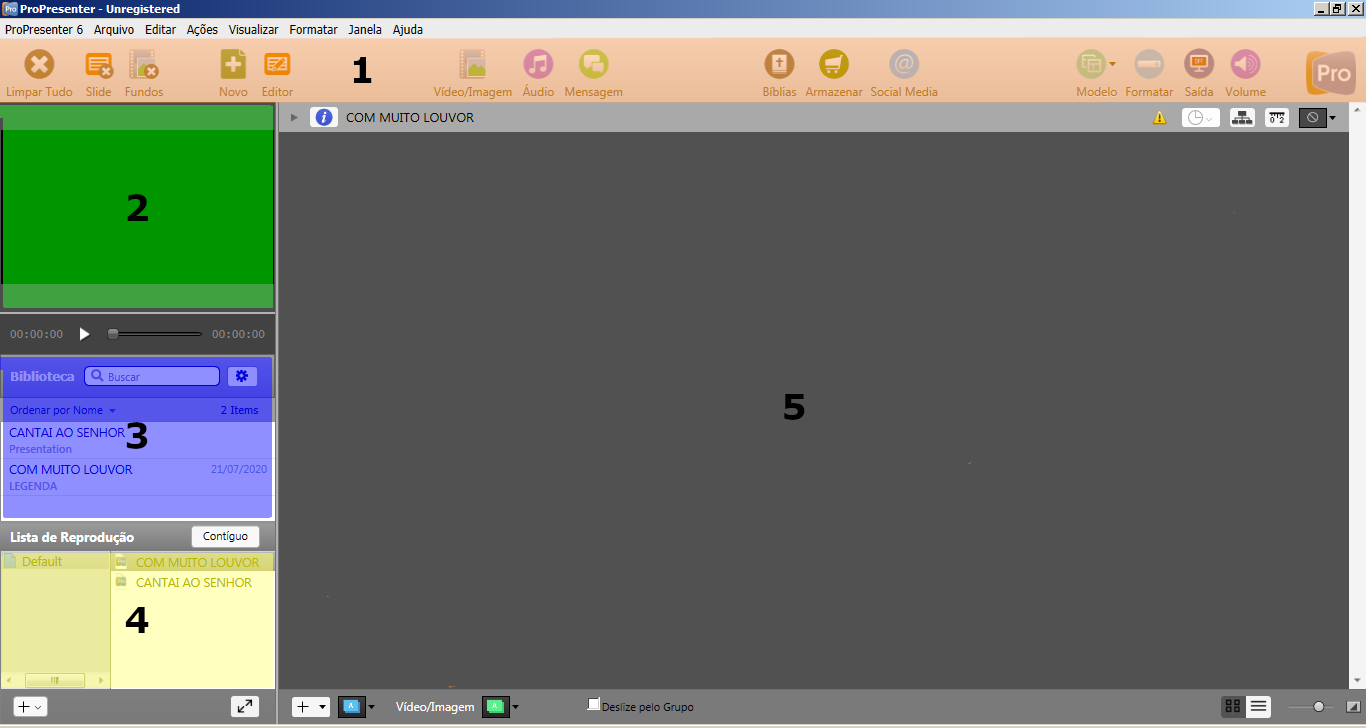 Pro ProPresenter - Unregistered
ProPresenter 6 Arquivo Editar Ações Visualizar Formatar Janela Ajuda
1
Limpar Tudo Slide Fundos Novo Editor Vídeo/Imagem Áudio Mensagem Bíblias Armazenar Social Media Modelo Formatar Saída Volume Pro
OFF
COM MUITO LOUVOR
2
00:00:00 00:00:00
Biblioteca Buscar
Ordenar por Nome 2 Items
CANTAI AO SENHOR
Presentation
3
COM MUITO LOUVOR 21/07/2020
LEGENDA
5
Lista de Reprodução Contíguo
Default COM MUITO LOUVOR
CANTAI AO SENHOR
4
A Vídeo/Imagem A Deslize pelo Grupo